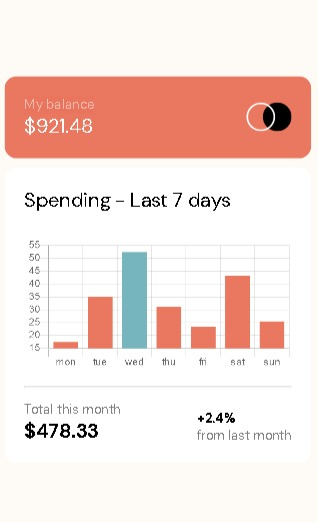 My balance
$921.48
Spending - Last 7 days
55
50
45
40
35
30
25
20
15
mon tue wed thu fri sat sun
Total this month
$478.33
+2.4%
from last month